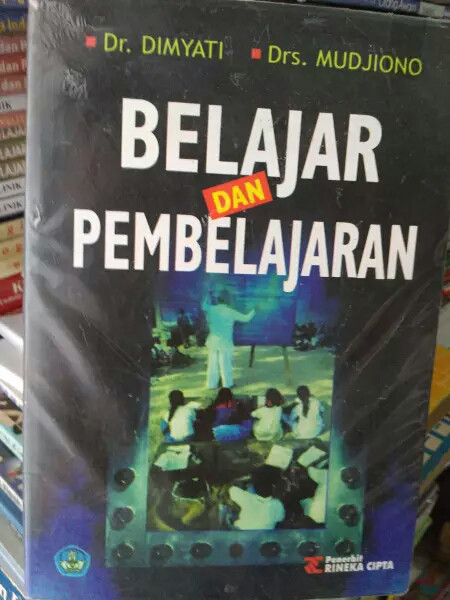 Dr. DIMYATI Drs. MUDJIONO
BELAJAR
DAN
PEMBELAJARAN
Penerbit
RINEKA CIPTA